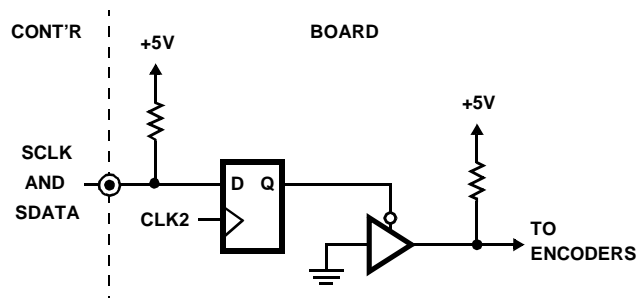 CONT'R
BOARD
+5V
+5V
SCLK
AND
SDATA
D Q
CLK2
TO
ENCODERS